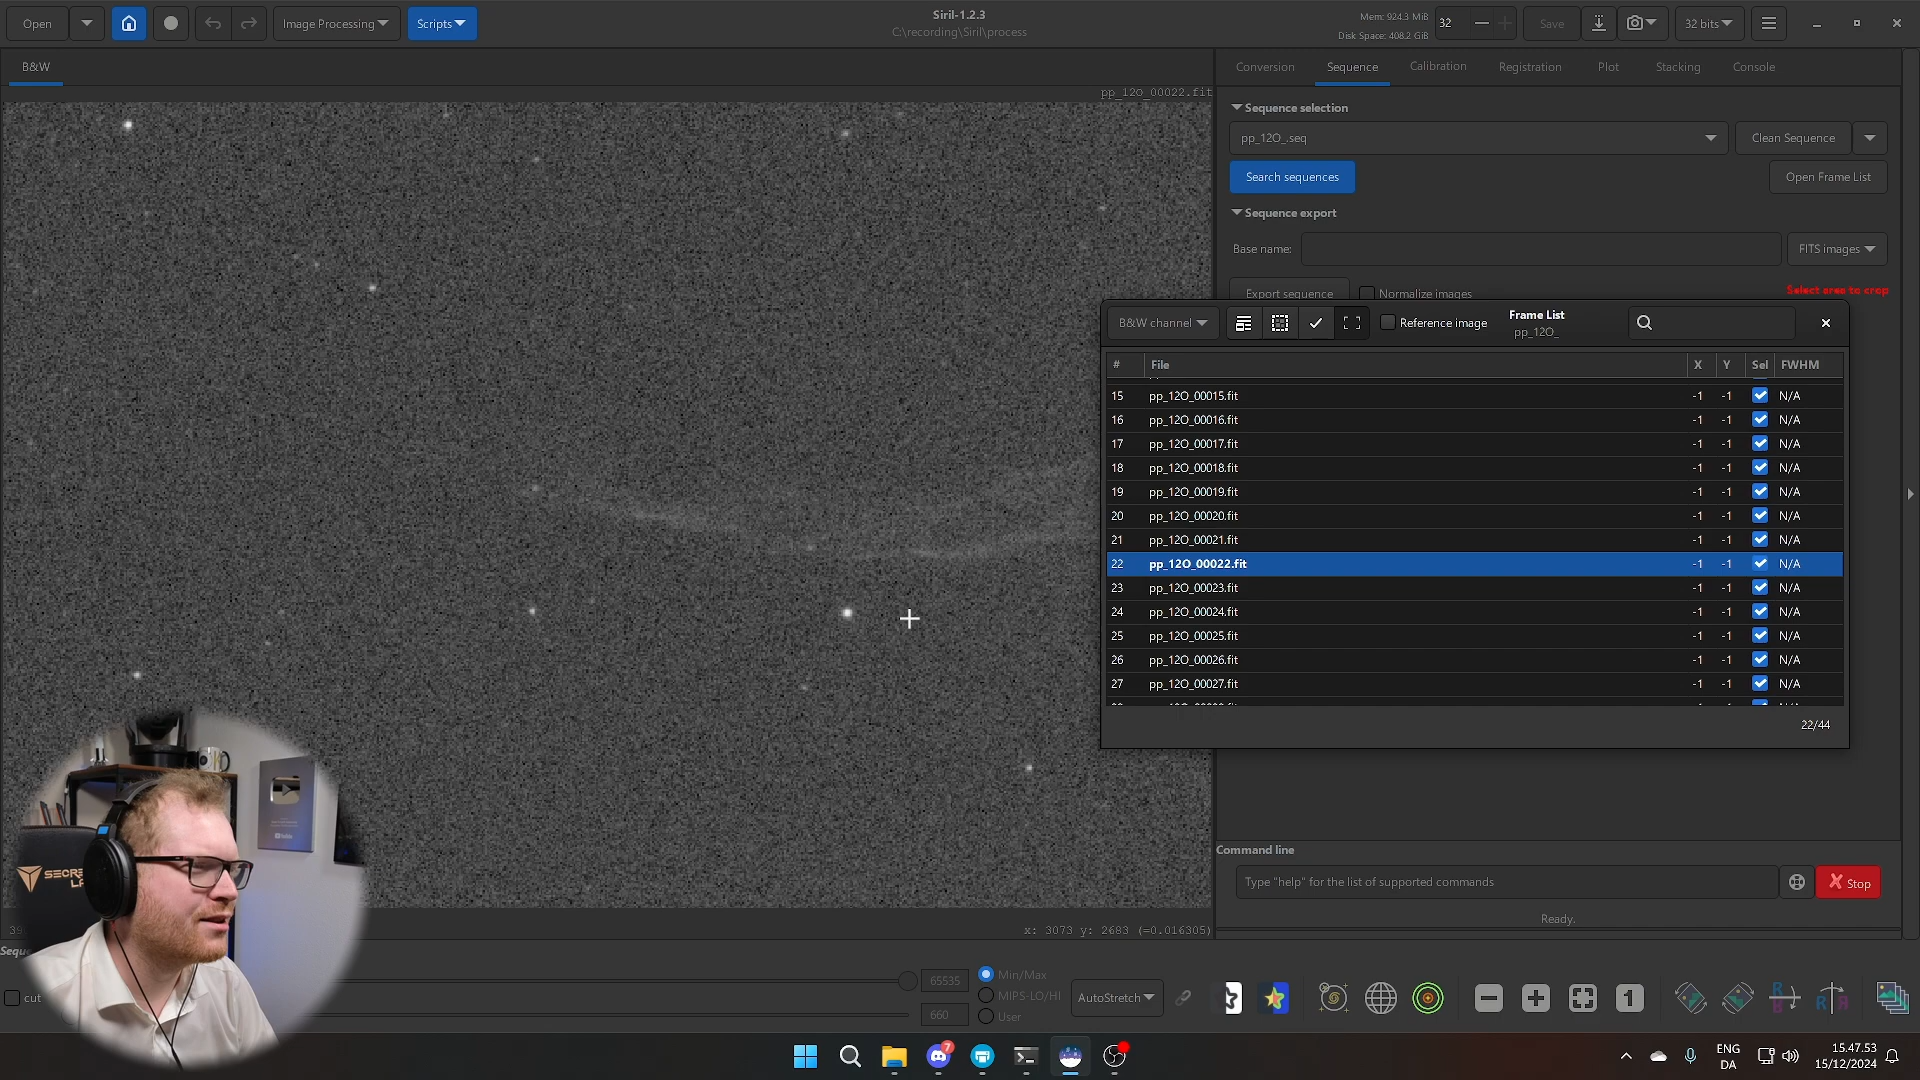 Open
Image Processing
Scripts
Siril-1.2.3
C:\recording\Siril\process
Mem: 924.3 MiB
Disk Space: 408.2 GiB
32
Save
32 bits
B&W
pp_12O_00022.fit
Conversion
Sequence
Calibration
Registration
Plot
Stacking
Console
Sequence selection
pp_12O_.seq
Clean Sequence
Search sequences
Open Frame List
Sequence export
Base name:
FITS images
Export sequence
Normalize images
Select area to crop
B&W channel
Reference image
Frame List
pp_12O_
# File X Y Sel FWHM
15 pp_12O_00015.fit -1 -1 N/A
16 pp_12O_00016.fit -1 -1 N/A
17 pp_12O_00017.fit -1 -1 N/A
18 pp_12O_00018.fit -1 -1 N/A
19 pp_12O_00019.fit -1 -1 N/A
20 pp_12O_00020.fit -1 -1 N/A
21 pp_12O_00021.fit -1 -1 N/A
22 pp_12O_00022.fit -1 -1 N/A
23 pp_12O_00023.fit -1 -1 N/A
24 pp_12O_00024.fit -1 -1 N/A
25 pp_12O_00025.fit -1 -1 N/A
26 pp_12O_00026.fit -1 -1 N/A
27 pp_12O_00027.fit -1 -1 N/A
22/44
Command line
Type "help" for the list of supported commands
Stop
Ready.
x: 3073 y: 2683 (=0.016305)
Seque
cut
65535
660
Min/Max
MIPS-LO/HI
User
AutoStretch
1
SECRE
LA
7
ENG
DA
15.47.53
15/12/2024